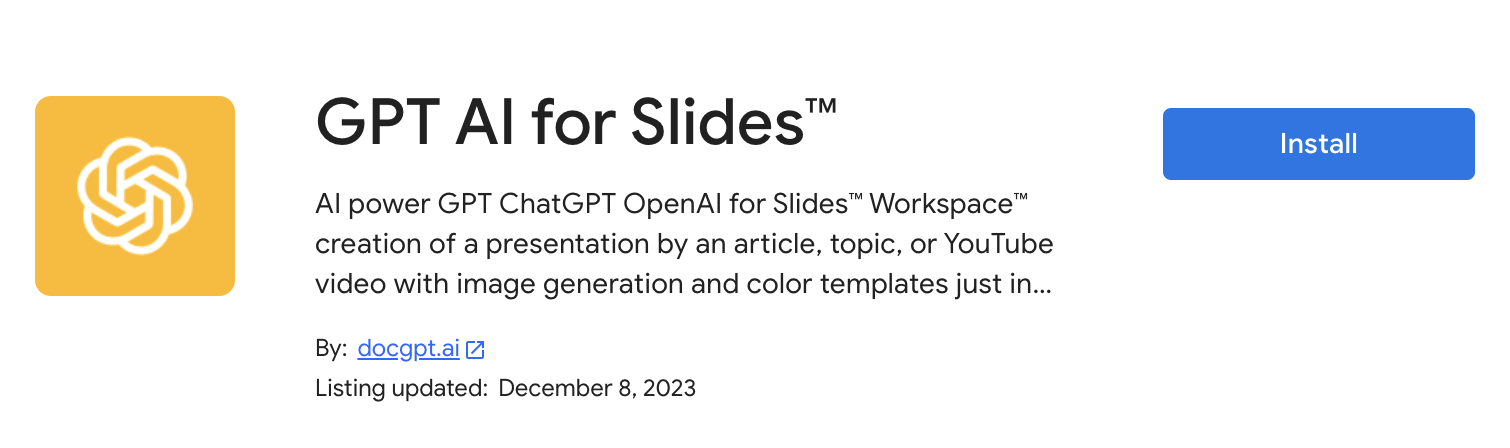 GPT AI for Slides™
Install
AI power GPT ChatGPT OpenAI for Slides™ Workspace™
creation of a presentation by an article, topic, or YouTube
video with image generation and color templates just in...
By: docgpt.ai
Listing updated: December 8, 2023